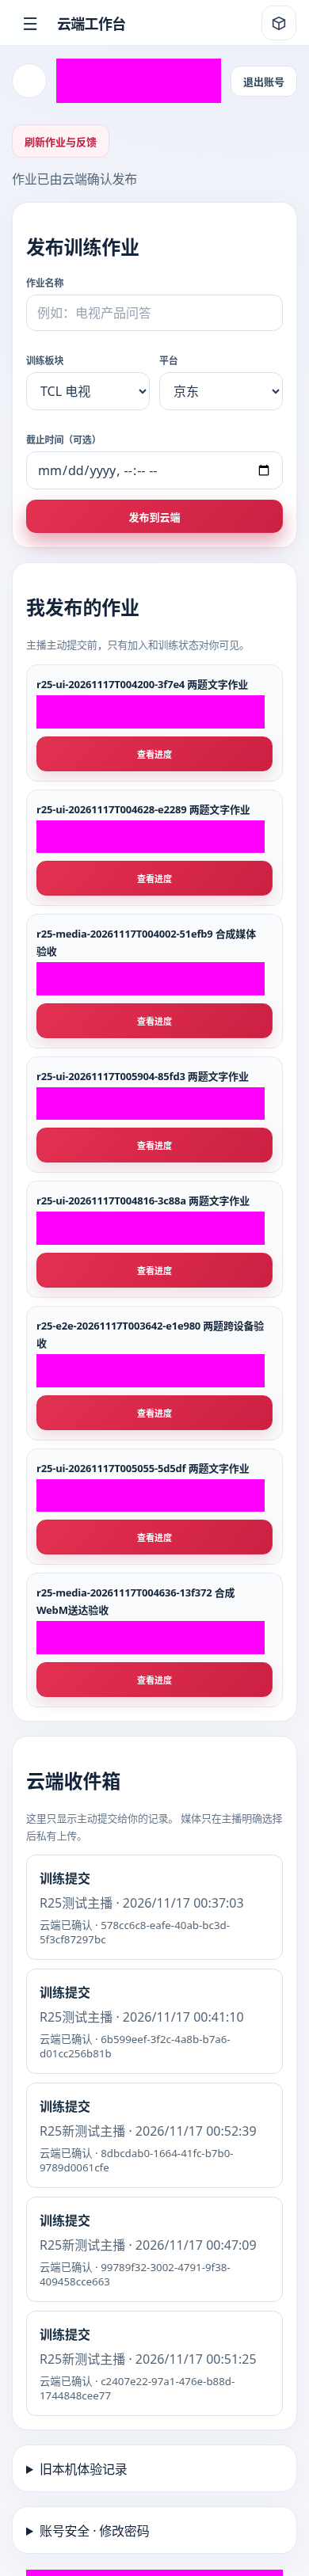 云端工作台
退出账号
刷新作业与反馈
作业已由云端确认发布
发布训练作业
作业名称
例如：电视产品问答
训练板块
平台
TCL 电视
京东
截止时间（可选）
mm/dd/yyyy, --:-- --
发布到云端
我发布的作业
主播主动提交前，只有加入和训练状态对你可见。
r25-ui-20261117T004200-3f7e4 两题文字作业
查看进度
r25-ui-20261117T004628-e2289 两题文字作业
查看进度
r25-media-20261117T004002-51efb9 合成媒体
验收
查看进度
r25-ui-20261117T005904-85fd3 两题文字作业
查看进度
r25-ui-20261117T004816-3c88a 两题文字作业
查看进度
r25-e2e-20261117T003642-e1e980 两题跨设备验
收
查看进度
r25-ui-20261117T005055-5d5df 两题文字作业
查看进度
r25-media-20261117T004636-13f372 合成
WebM送达验收
查看进度
云端收件箱
这里只显示主动提交给你的记录。 媒体只在主播明确选择
后私有上传。
训练提交
R25测试主播 · 2026/11/17 00:37:03
云端已确认 · 578cc6c8-eafe-40ab-bc3d-
5f3cf87297bc
训练提交
R25测试主播 · 2026/11/17 00:41:10
云端已确认 · 6b599eef-3f2c-4a8b-b7a6-
d01cc256b81b
训练提交
R25新测试主播 · 2026/11/17 00:52:39
云端已确认 · 8dbcdab0-1664-41fc-b7b0-
9789d0061cfe
训练提交
R25新测试主播 · 2026/11/17 00:47:09
云端已确认 · 99789f32-3002-4791-9f38-
409458cce663
训练提交
R25新测试主播 · 2026/11/17 00:51:25
云端已确认 · c2407e22-97a1-476e-b88d-
1744848cee77
旧本机体验记录
账号安全 · 修改密码